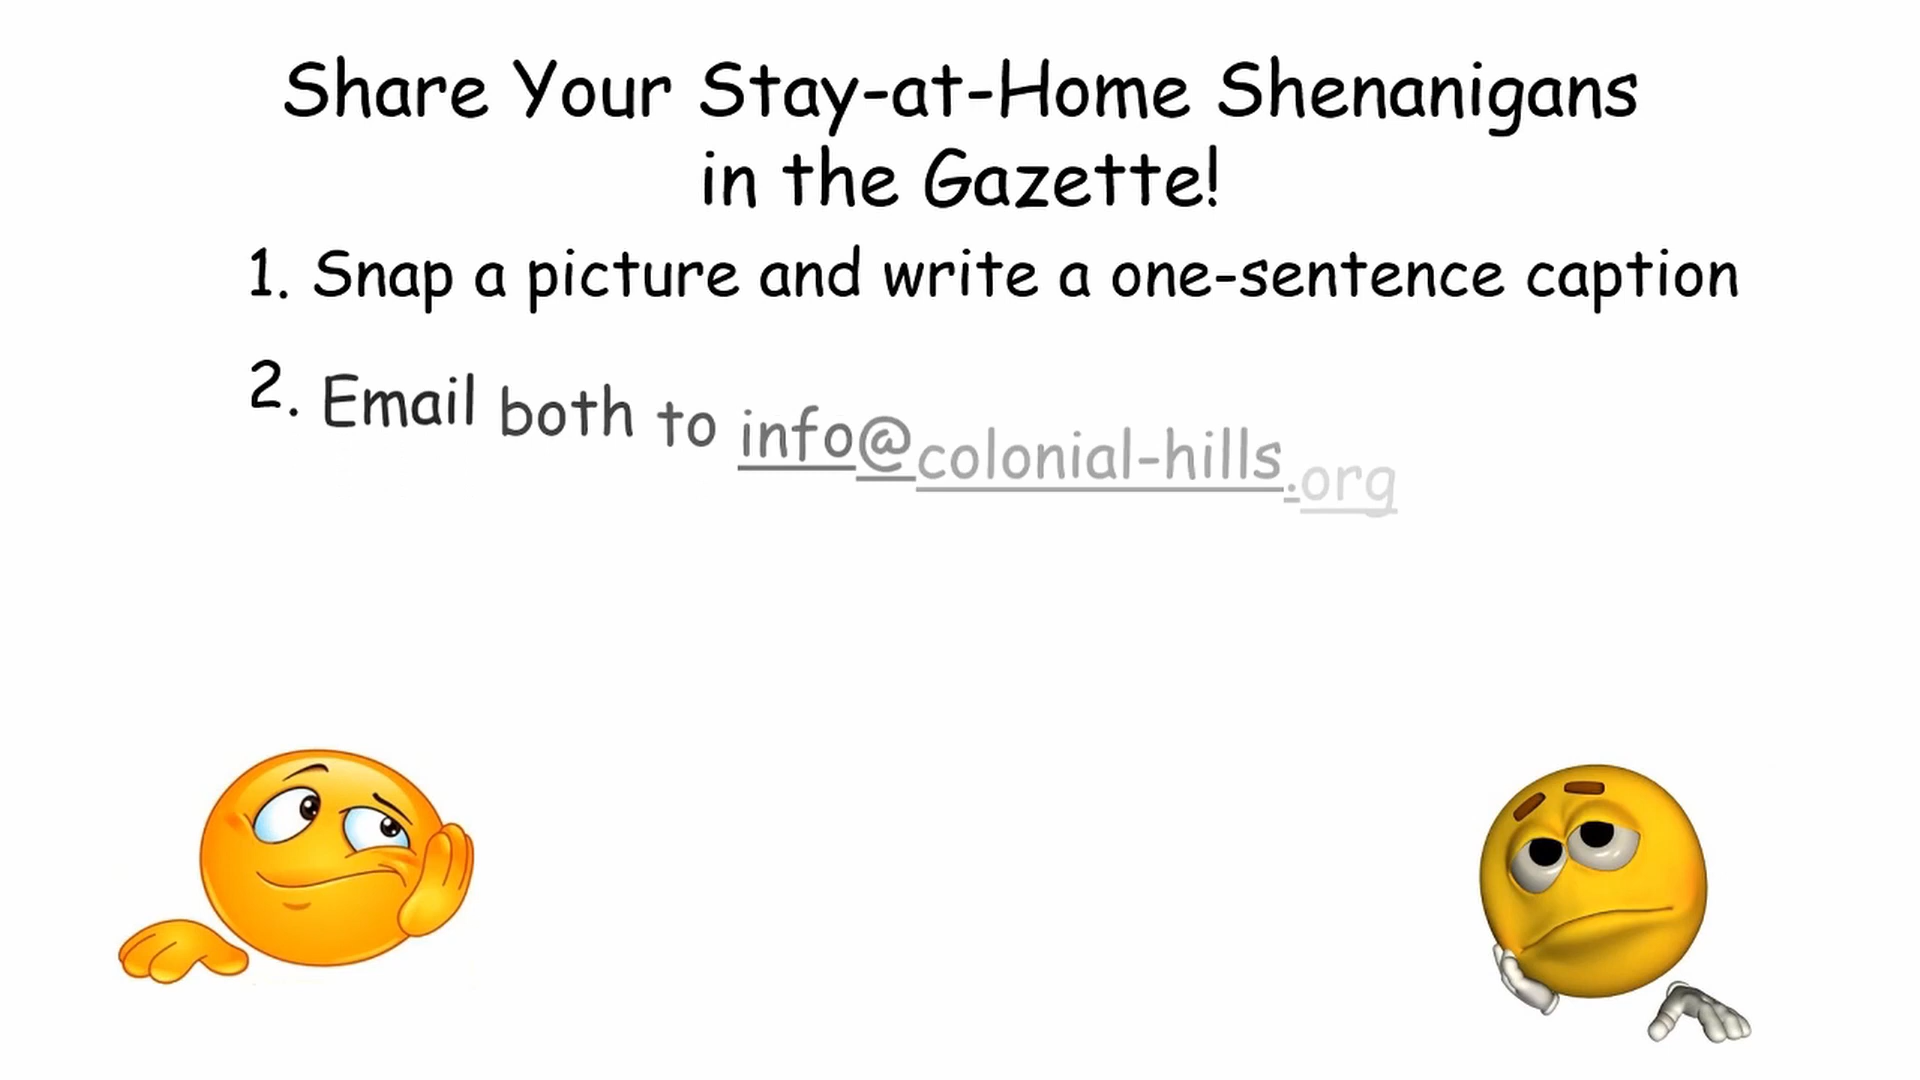 Share Your Stay-at-Home Shenanigans
in the Gazette!
1. Snap a picture and write a one-sentence caption
2. Email both to info@colonial-hills.org